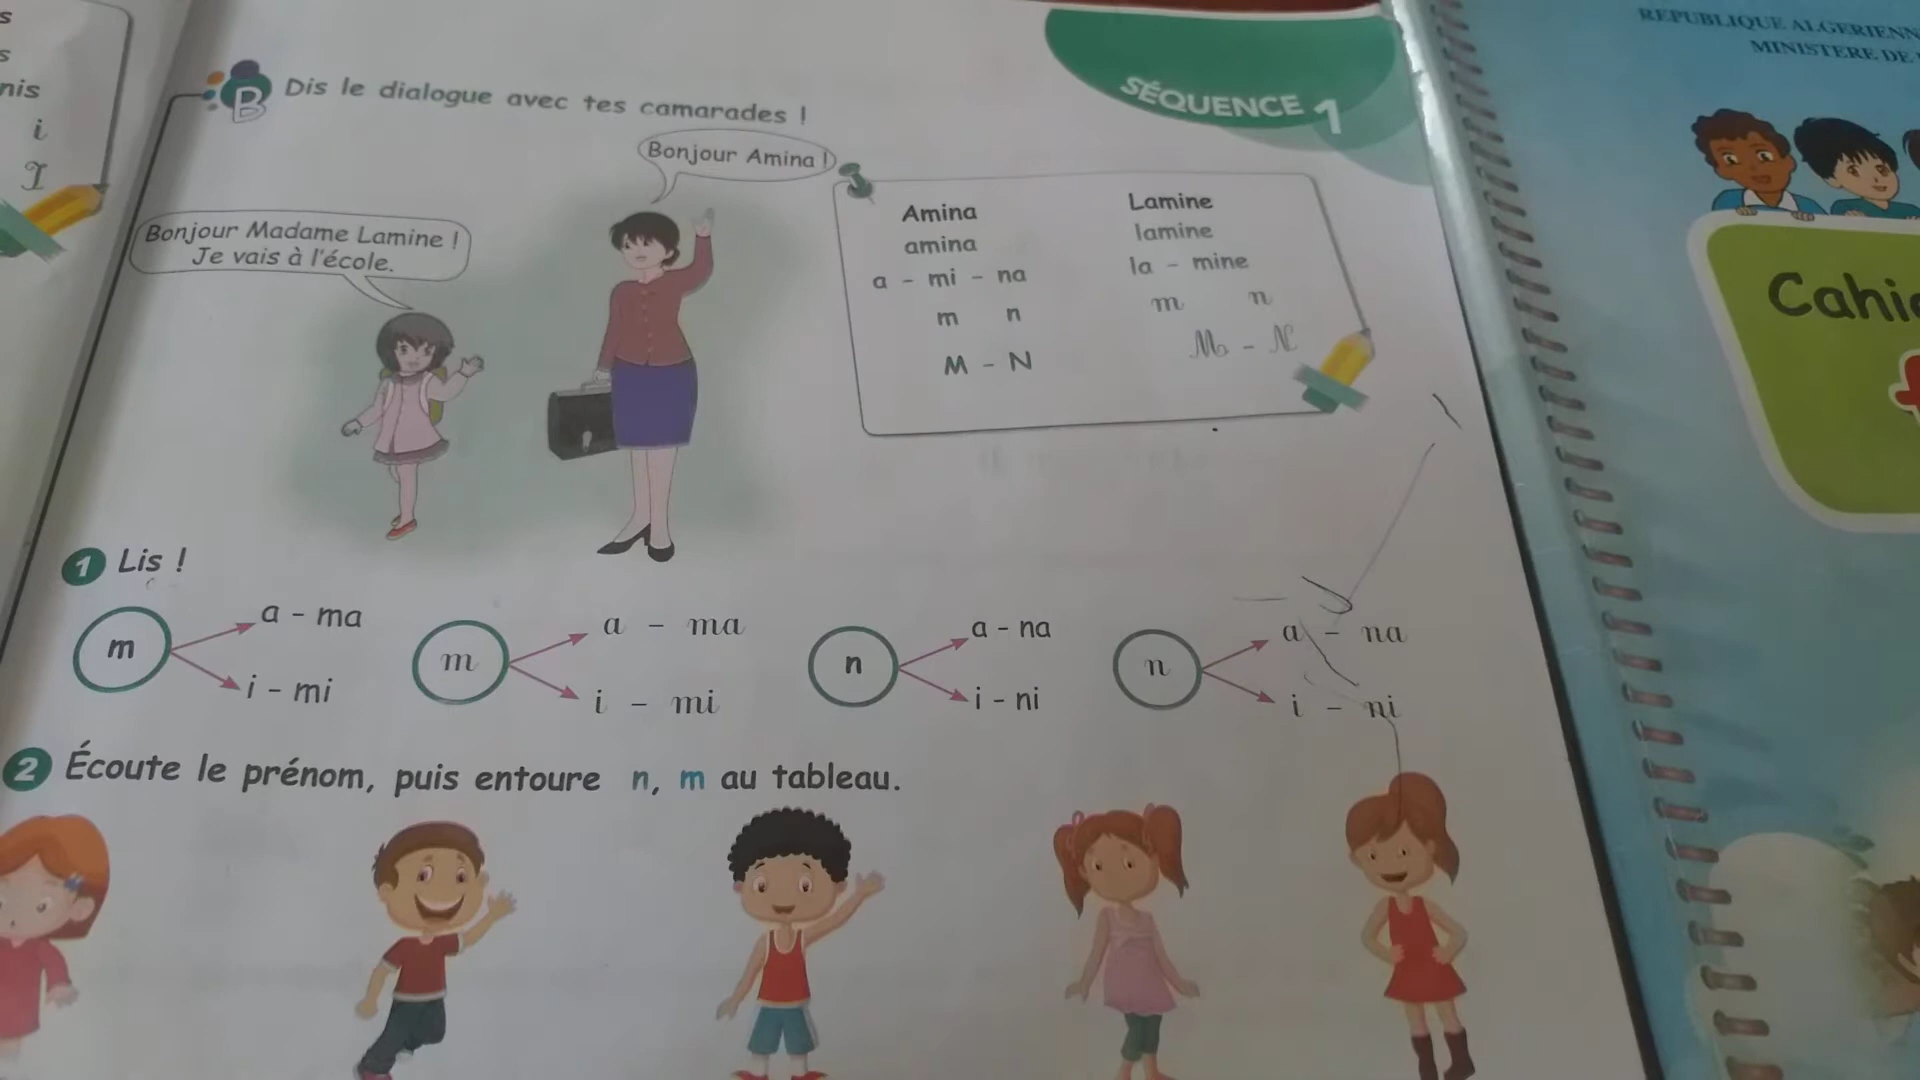 s
s
nis
i
I
B Dis le dialogue avec tes camarades !
SÉQUENCE 1
Bonjour Amina !
Bonjour Madame Lamine !
Je vais à l'école.
Amina
amina
a - mi - na
m n
M - N
Lamine
lamine
la - mine
m n
M - N
1 Lis !
m
a - ma
i - mi
m
a - ma
i - mi
n
a - na
i - ni
n
a - na
i - ni
2 Écoute le prénom, puis entoure n, m au tableau.
REPUBLIQUE ALGERIENN
MINISTERE DE
Cahie